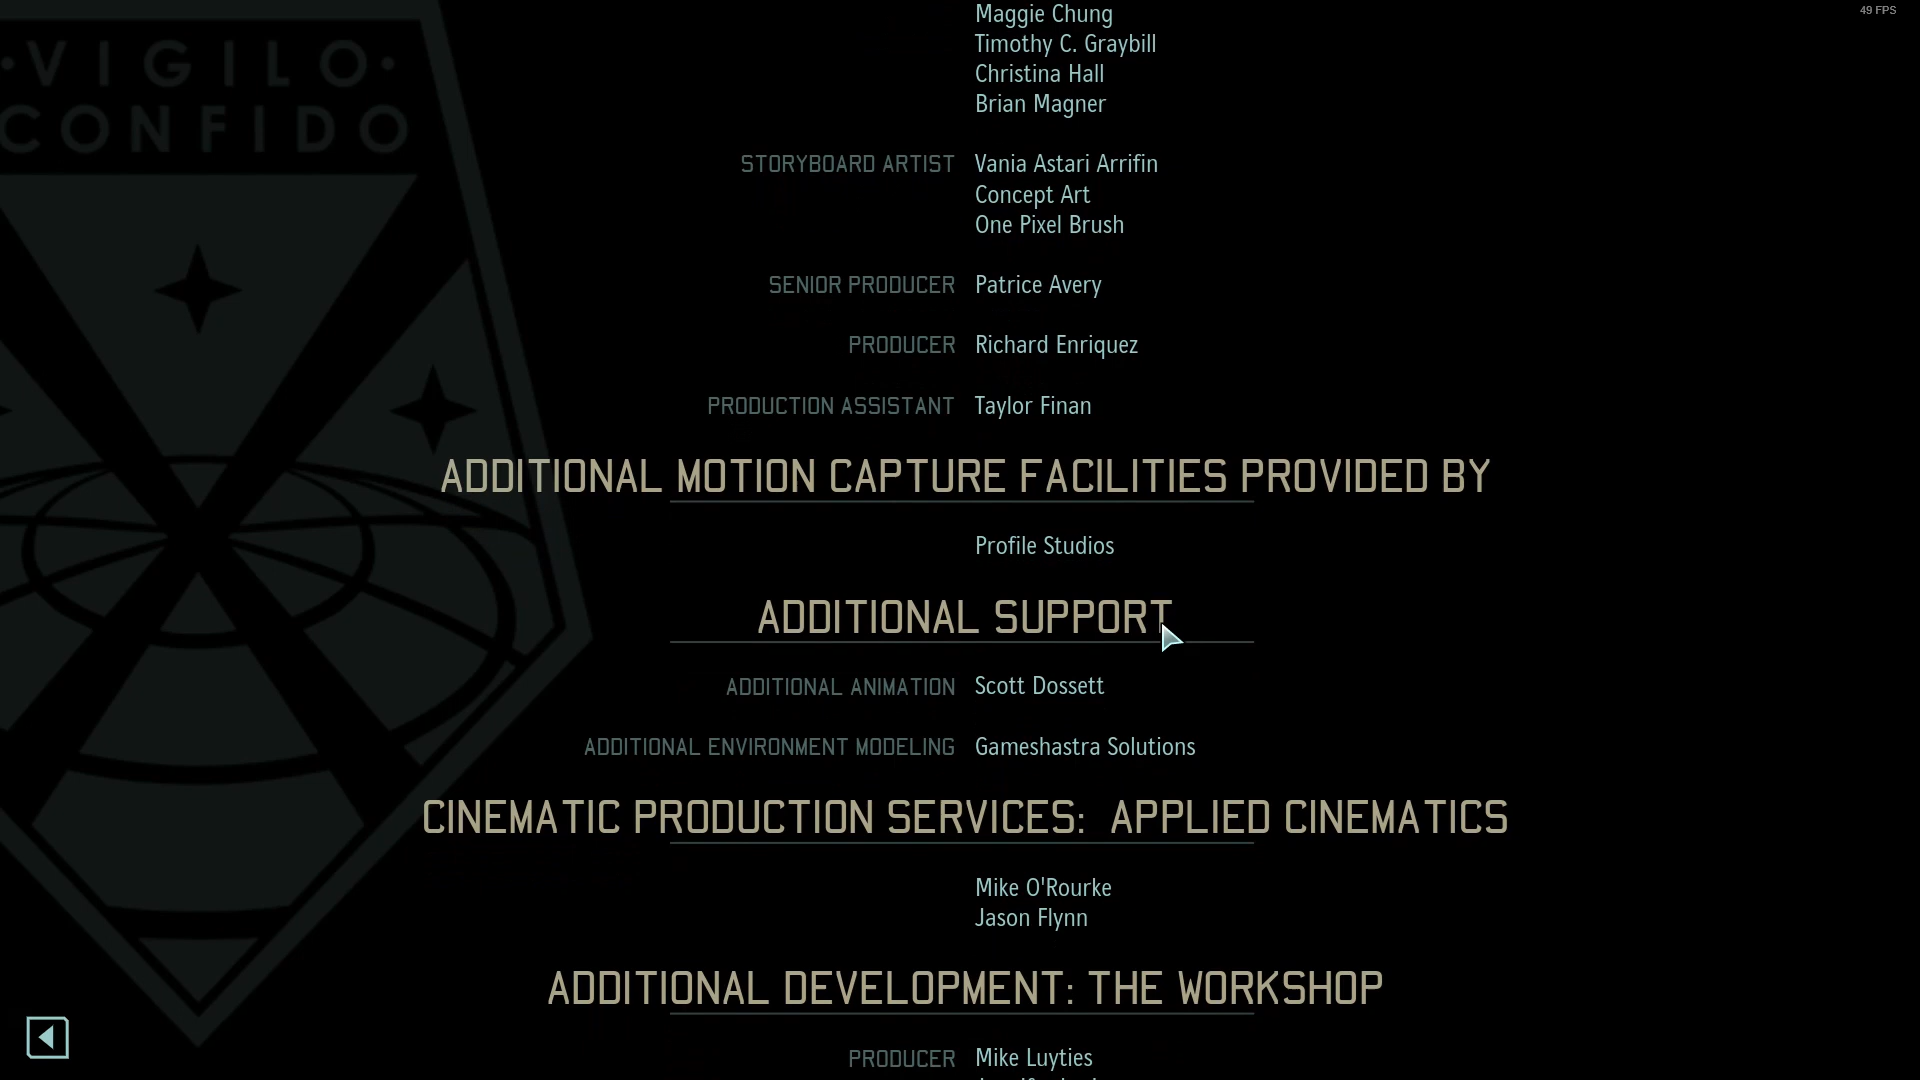 49 FPS
· VIGILO ·
CONFIDO
Maggie Chung
Timothy C. Graybill
Christina Hall
Brian Magner
STORYBOARD ARTIST Vania Astari Arrifin
Concept Art
One Pixel Brush
SENIOR PRODUCER Patrice Avery
PRODUCER Richard Enriquez
PRODUCTION ASSISTANT Taylor Finan
ADDITIONAL MOTION CAPTURE FACILITIES PROVIDED BY
Profile Studios
ADDITIONAL SUPPORT
ADDITIONAL ANIMATION Scott Dossett
ADDITIONAL ENVIRONMENT MODELING Gameshastra Solutions
CINEMATIC PRODUCTION SERVICES: APPLIED CINEMATICS
Mike O'Rourke
Jason Flynn
ADDITIONAL DEVELOPMENT: THE WORKSHOP
PRODUCER Mike Luyties